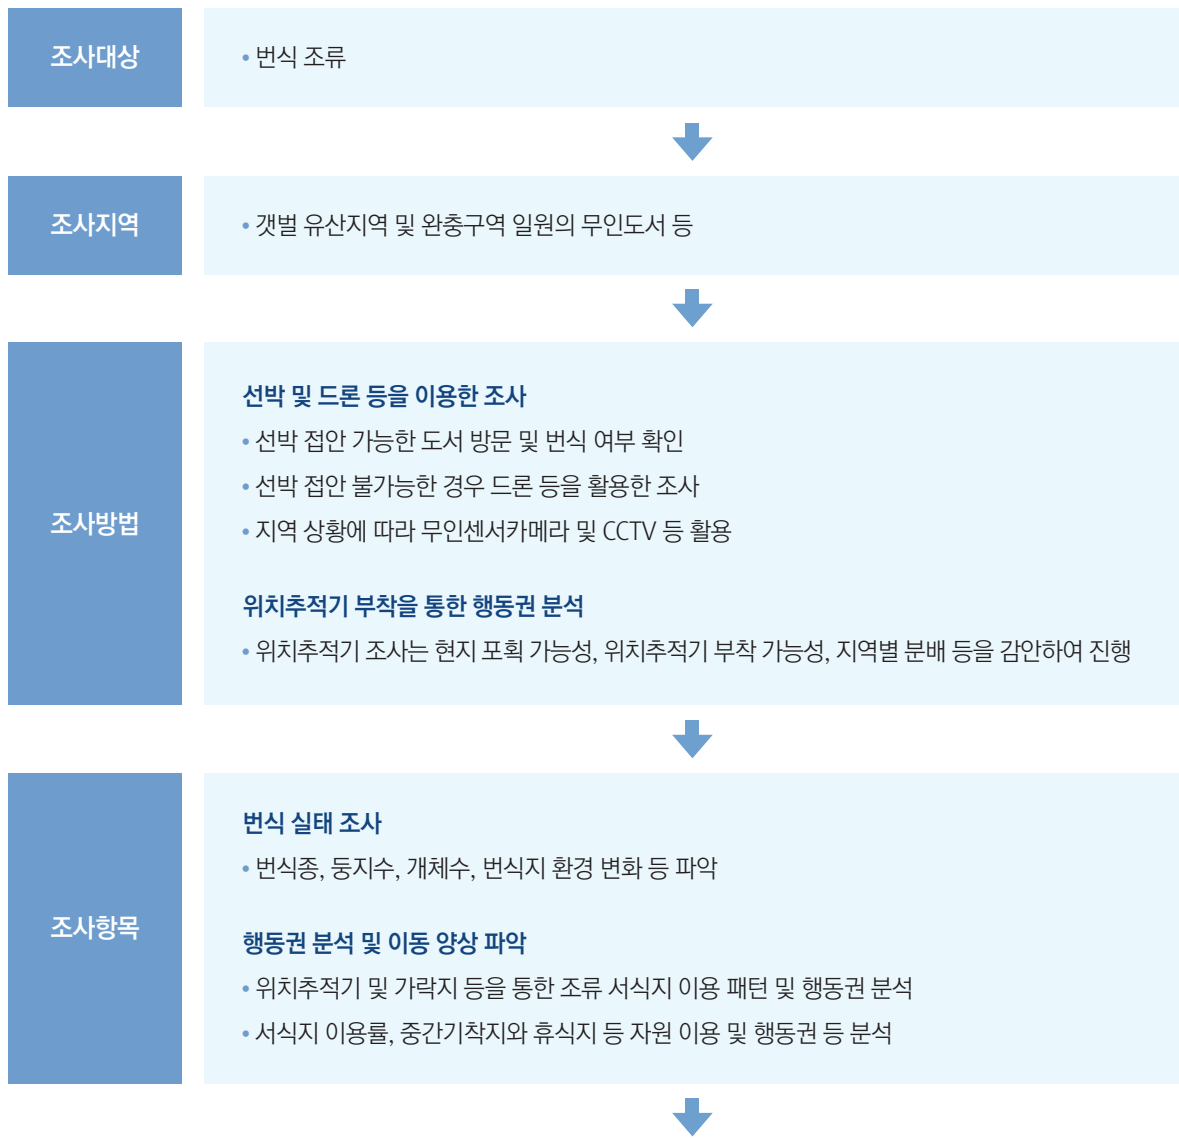 조사대상
• 번식 조류
조사지역
• 갯벌 유산지역 및 완충구역 일원의 무인도서 등
조사방법
선박 및 드론 등을 이용한 조사
• 선박 접안 가능한 도서 방문 및 번식 여부 확인
• 선박 접안 불가능한 경우 드론 등을 활용한 조사
• 지역 상황에 따라 무인센서카메라 및 CCTV 등 활용
위치추적기 부착을 통한 행동권 분석
• 위치추적기 조사는 현지 포획 가능성, 위치추적기 부착 가능성, 지역별 분배 등을 감안하여 진행
조사항목
번식 실태 조사
• 번식종, 둥지수, 개체수, 번식지 환경 변화 등 파악
행동권 분석 및 이동 양상 파악
• 위치추적기 및 가락지 등을 통한 조류 서식지 이용 패턴 및 행동권 분석
• 서식지 이용률, 중간기착지와 휴식지 등 자원 이용 및 행동권 등 분석